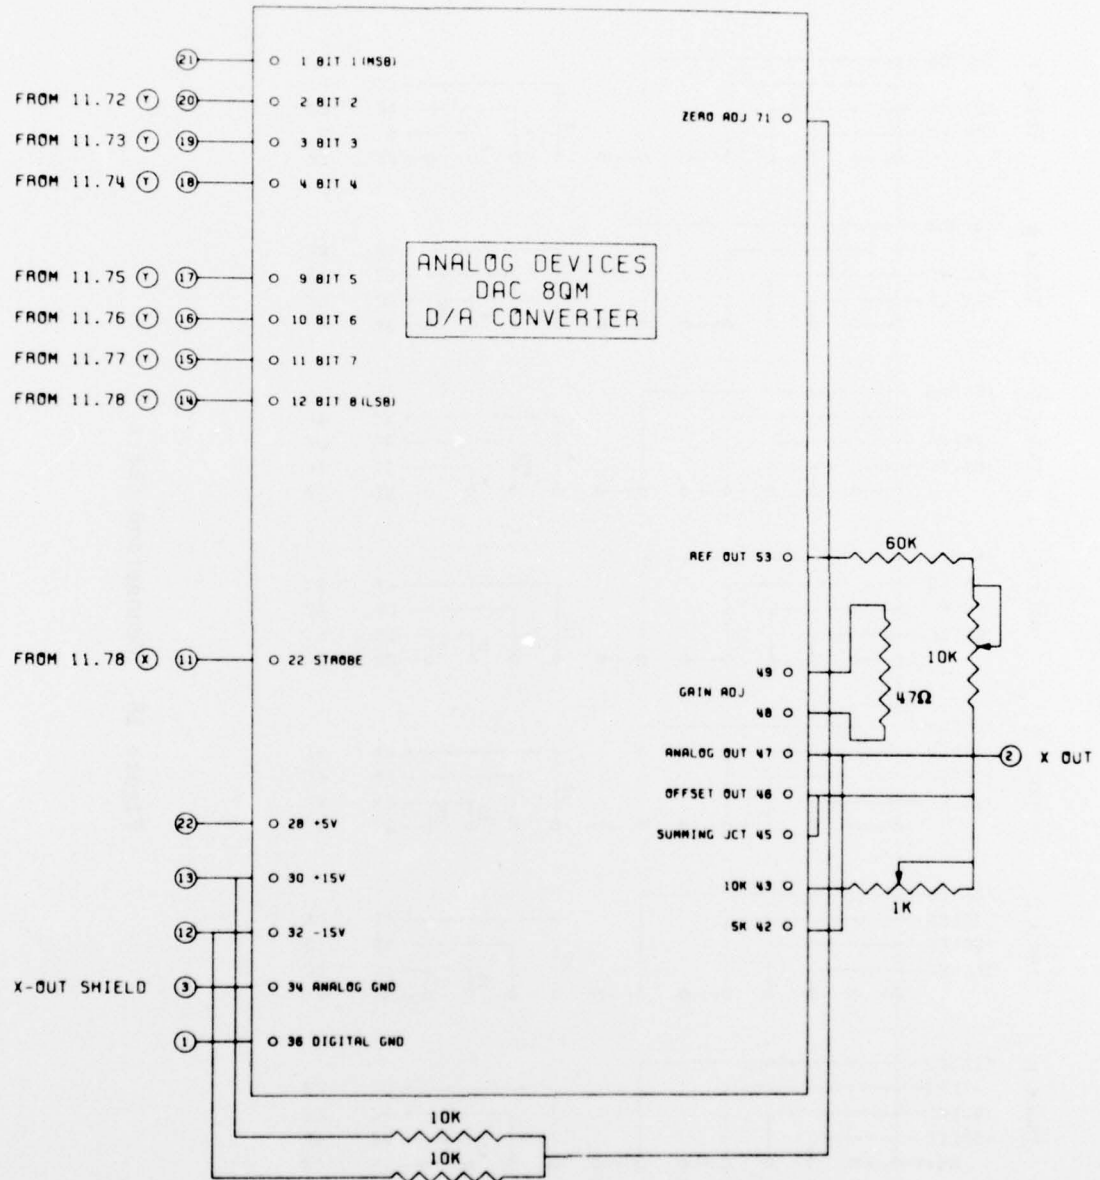 21 1 BIT 1 (MSB)
FROM 11.72 Y 20 2 BIT 2
ZERO ADJ 71
FROM 11.73 Y 19 3 BIT 3
FROM 11.74 Y 18 4 BIT 4
ANALOG DEVICES
DAC 8QM
D/A CONVERTER
FROM 11.75 Y 17 9 BIT 5
FROM 11.76 Y 16 10 BIT 6
FROM 11.77 Y 15 11 BIT 7
FROM 11.78 Y 14 12 BIT 8 (LSB)
60K
REF OUT 53
FROM 11.78 X 11 22 STROBE
10K
49
GAIN ADJ
47Ω
48
ANALOG OUT 47
2 X OUT
OFFSET OUT 46
22 28 +5V
SUMMING JCT 45
13 30 +15V
10K 43
1K
12 32 -15V
5K 42
X-OUT SHIELD 3 34 ANALOG GND
1 36 DIGITAL GND
10K
10K